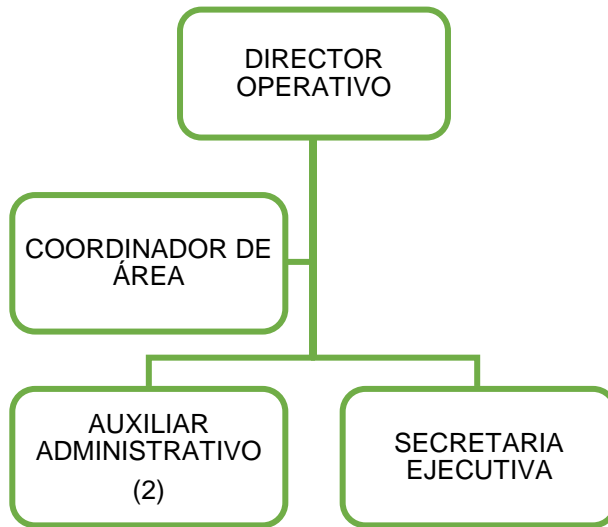 DIRECTOR
OPERATIVO
COORDINADOR DE
ÁREA
AUXILIAR
ADMINISTRATIVO
(2)
SECRETARIA
EJECUTIVA